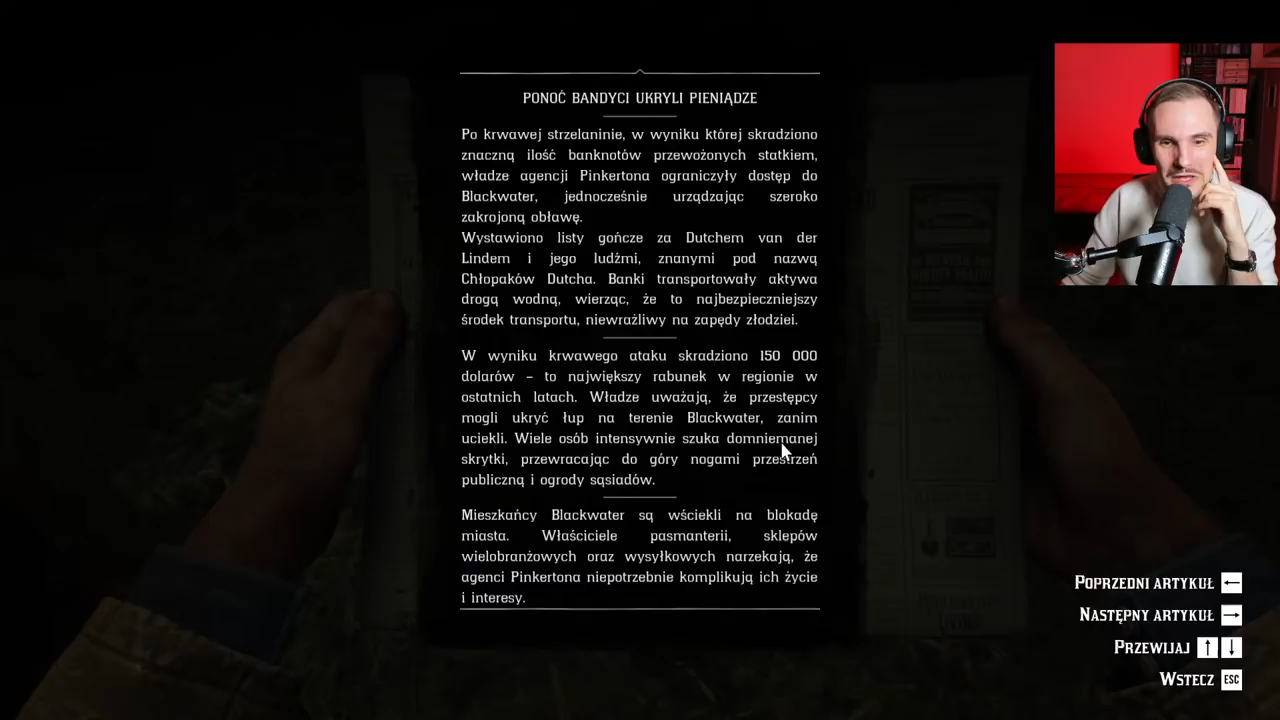 PONOĆ BANDYCI UKRYLI PIENIĄDZE
Po krwawej strzelaninie, w wyniku której skradziono
znaczną ilość banknotów przewożonych statkiem,
władze agencji Pinkertona ograniczyły dostęp do
Blackwater, jednocześnie urządzając szeroko
zakrojoną obławę.
Wystawiono listy gończe za Dutchem van der
Lindem i jego ludźmi, znanymi pod nazwą
Chłopaków Dutcha. Banki transportowały aktywa
drogą wodną, wierząc, że to najbezpieczniejszy
środek transportu, niewrażliwy na zapędy złodziei.
W wyniku krwawego ataku skradziono 150 000
dolarów – to największy rabunek w regionie w
ostatnich latach. Władze uważają, że przestępcy
mogli ukryć łup na terenie Blackwater, zanim
uciekli. Wiele osób intensywnie szuka domniemanej
skrytki, przewracając do góry nogami przestrzeń
publiczną i ogrody sąsiadów.
Mieszkańcy Blackwater są wściekli na blokadę
miasta. Właściciele pasmanterii, sklepów
wielobranżowych oraz wysyłkowych narzekają, że
agenci Pinkertona niepotrzebnie komplikują ich życie
i interesy.
POPRZEDNI ARTYKUŁ ←
NASTĘPNY ARTYKUŁ →
PRZEWIJAJ ↑ ↓
WSTECZ ESC